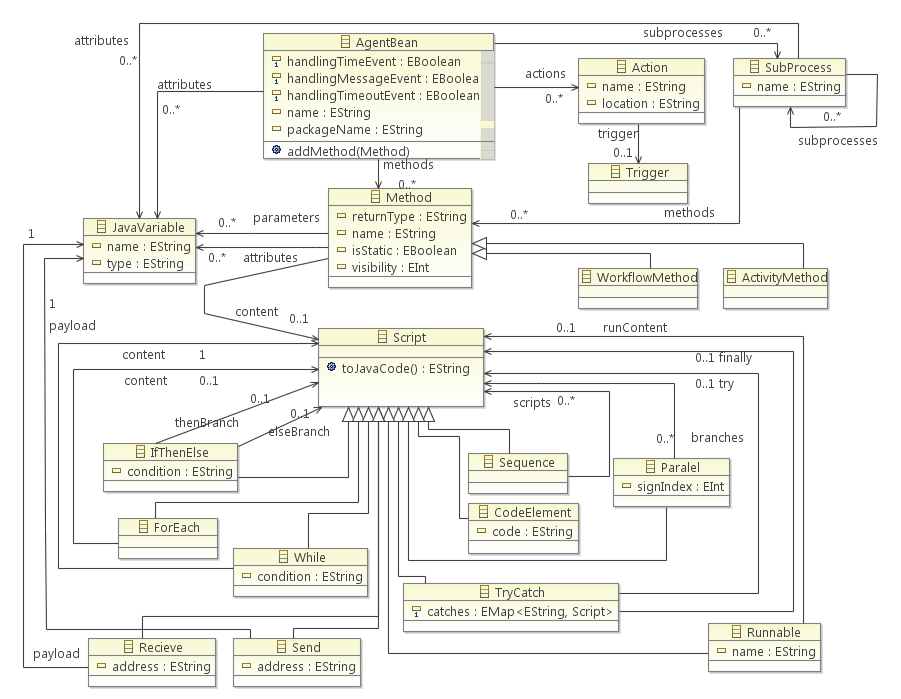 attributes
0..*
subprocesses
0..*
AgentBean
handlingTimeEvent : EBoolean
handlingMessageEvent : EBoolea
handlingTimeoutEvent : EBoolean
name : EString
packageName : EString
addMethod(Method)
attributes
0..*
actions
0..*
Action
name : EString
location : EString
SubProcess
name : EString
0..*
subprocesses
trigger
0..1
Trigger
methods
0..*
methods
0..*
Method
returnType : EString
name : EString
isStatic : EBoolean
visibility : EInt
parameters
0..*
attributes
0..*
JavaVariable
name : EString
type : EString
1
WorkflowMethod
ActivityMethod
1
payload
content
0..1
Script
toJavaCode() : EString
0..1
runContent
0..1 finally
0..1 try
content
1
content
0..1
scripts
0..*
0..1
thenBranch
0..1
elseBranch
0..*
branches
IfThenElse
condition : EString
Sequence
Paralel
signIndex : EInt
ForEach
CodeElement
code : EString
While
condition : EString
TryCatch
catches : EMap<EString, Script>
payload
Recieve
address : EString
Send
address : EString
Runnable
name : EString